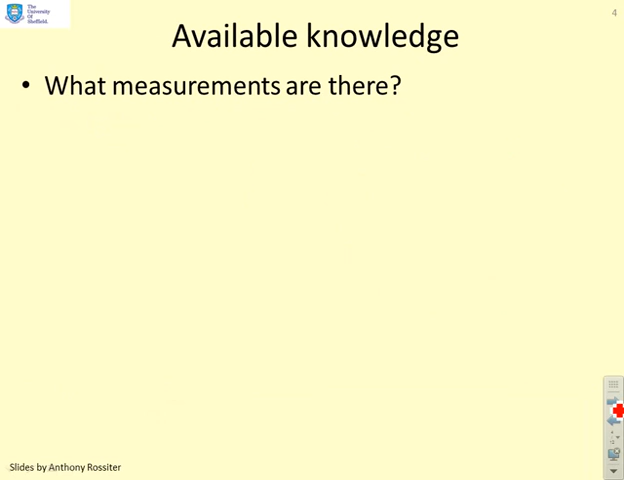 The
University
Of
Sheffield.
4
Available knowledge
• What measurements are there?
Slides by Anthony Rossiter